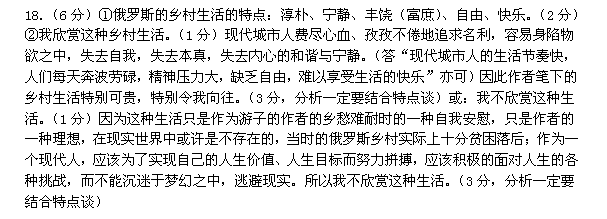 18.（6 分）①俄罗斯的乡村生活的特点：淳朴、宁静、丰饶（富庶）、自由、快乐。（2 分）
②我欣赏这种乡村生活。（1 分）现代城市人费尽心血、孜孜不倦地追求名利，容易身陷物
欲之中，失去自我，失去本真，失去内心的和谐与宁静。（答“现代城市人的生活节奏快，
人们每天奔波劳碌，精神压力大，缺乏自由，难以享受生活的快乐”亦可）因此作者笔下的
乡村生活特别可贵，特别令我向往。（3 分，分析一定要结合特点谈）或：我不欣赏这种生
活。（1 分）因为这种生活只是作为游子的作者的乡愁难耐时的一种自我安慰，只是作者的
一种理想，在现实世界中或许是不存在的，当时的俄罗斯乡村实际上十分贫困落后；作为一
个现代人，应该为了实现自己的人生价值、人生目标而努力拼搏，应该积极的面对人生的各
种挑战，而不能沉迷于梦幻之中，逃避现实。所以我不欣赏这种生活。（3 分，分析一定要
结合特点谈）